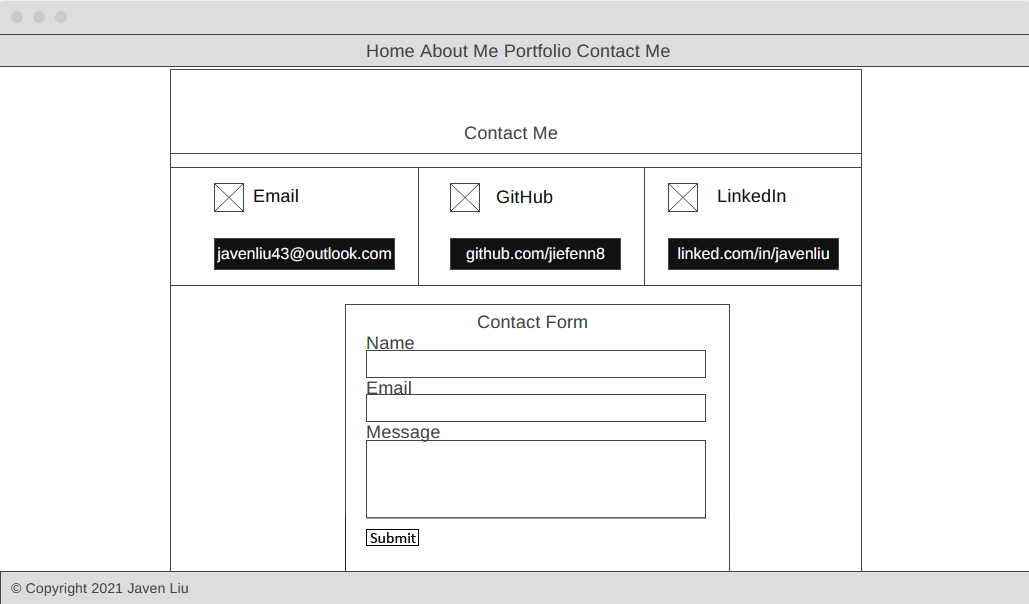 Home About Me Portfolio Contact Me
Contact Me
Email
GitHub
LinkedIn
javenliu43@outlook.com
github.com/jiefenn8
linked.com/in/javenliu
Contact Form
Name
Email
Message
Submit
© Copyright 2021 Javen Liu